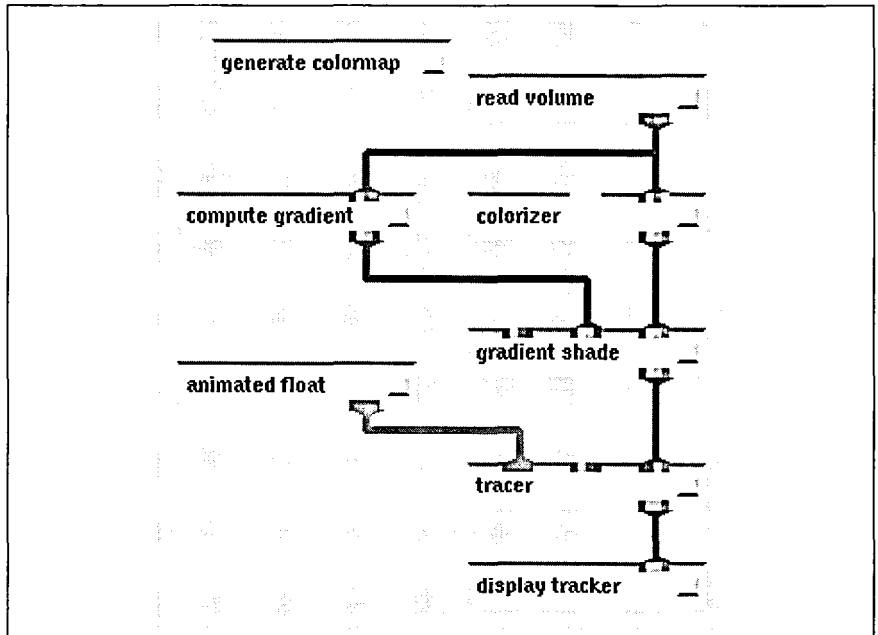 generate colormap
read volume
compute gradient
colorizer
gradient shade
animated float
tracer
display tracker